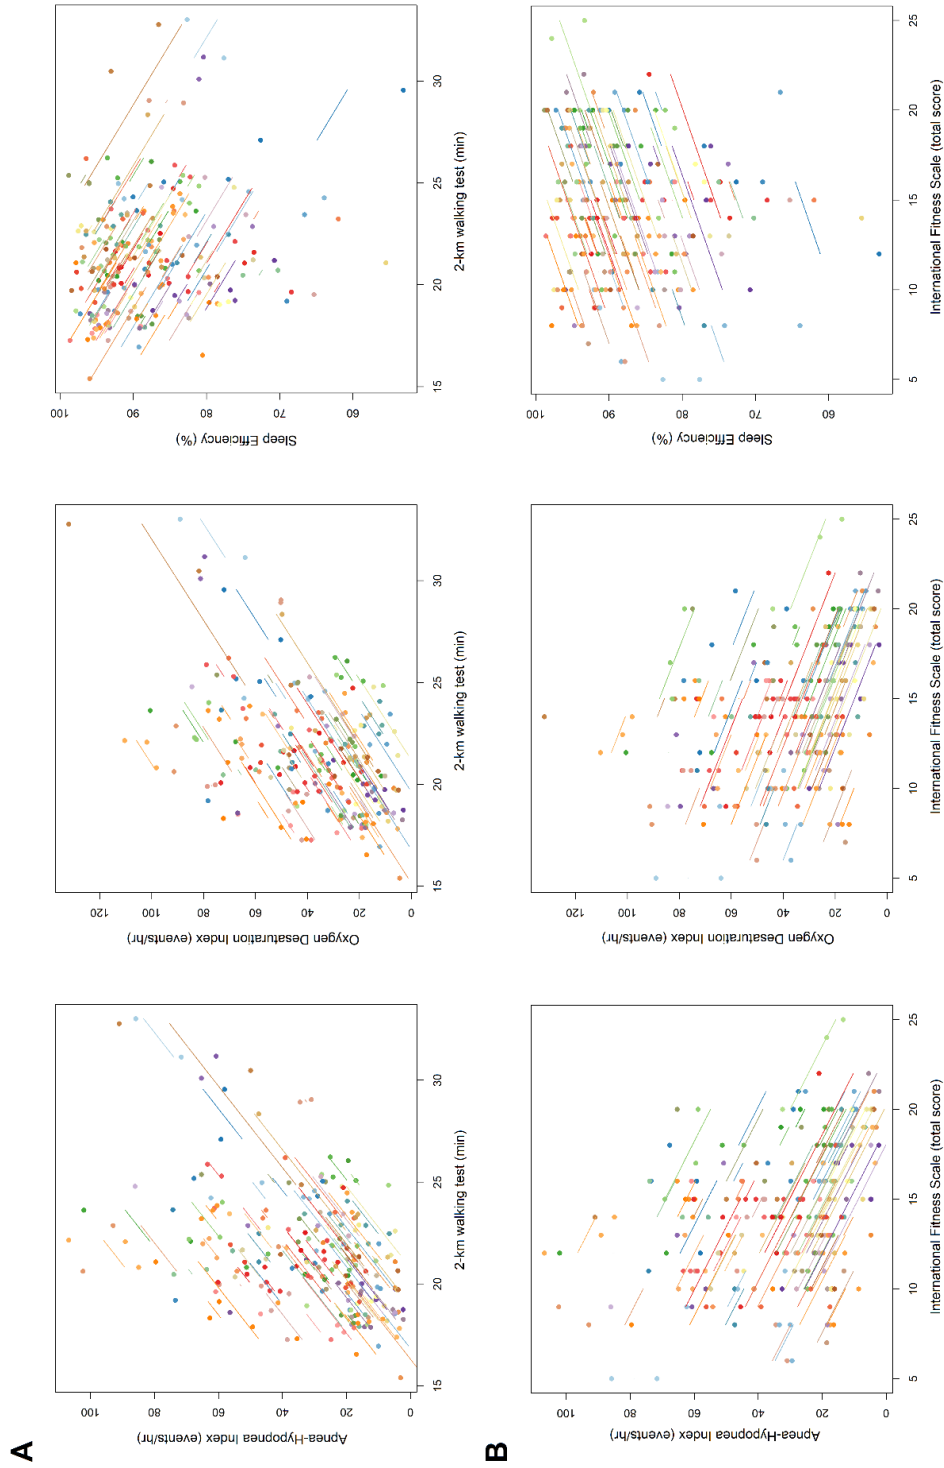 A
Apnea-Hypopnea Index (events/hr)
0 20 40 60 80 100
15 20 25 30
2-km walking test (min)
Oxygen Desaturation Index (events/hr)
0 20 40 60 80 100 120
15 20 25 30
2-km walking test (min)
Sleep Efficiency (%)
60 70 80 90 100
15 20 25 30
2-km walking test (min)
B
Apnea-Hypopnea Index (events/hr)
0 20 40 60 80 100
5 10 15 20 25
International Fitness Scale (total score)
Oxygen Desaturation Index (events/hr)
0 20 40 60 80 100 120
5 10 15 20 25
International Fitness Scale (total score)
Sleep Efficiency (%)
60 70 80 90 100
5 10 15 20 25
International Fitness Scale (total score)